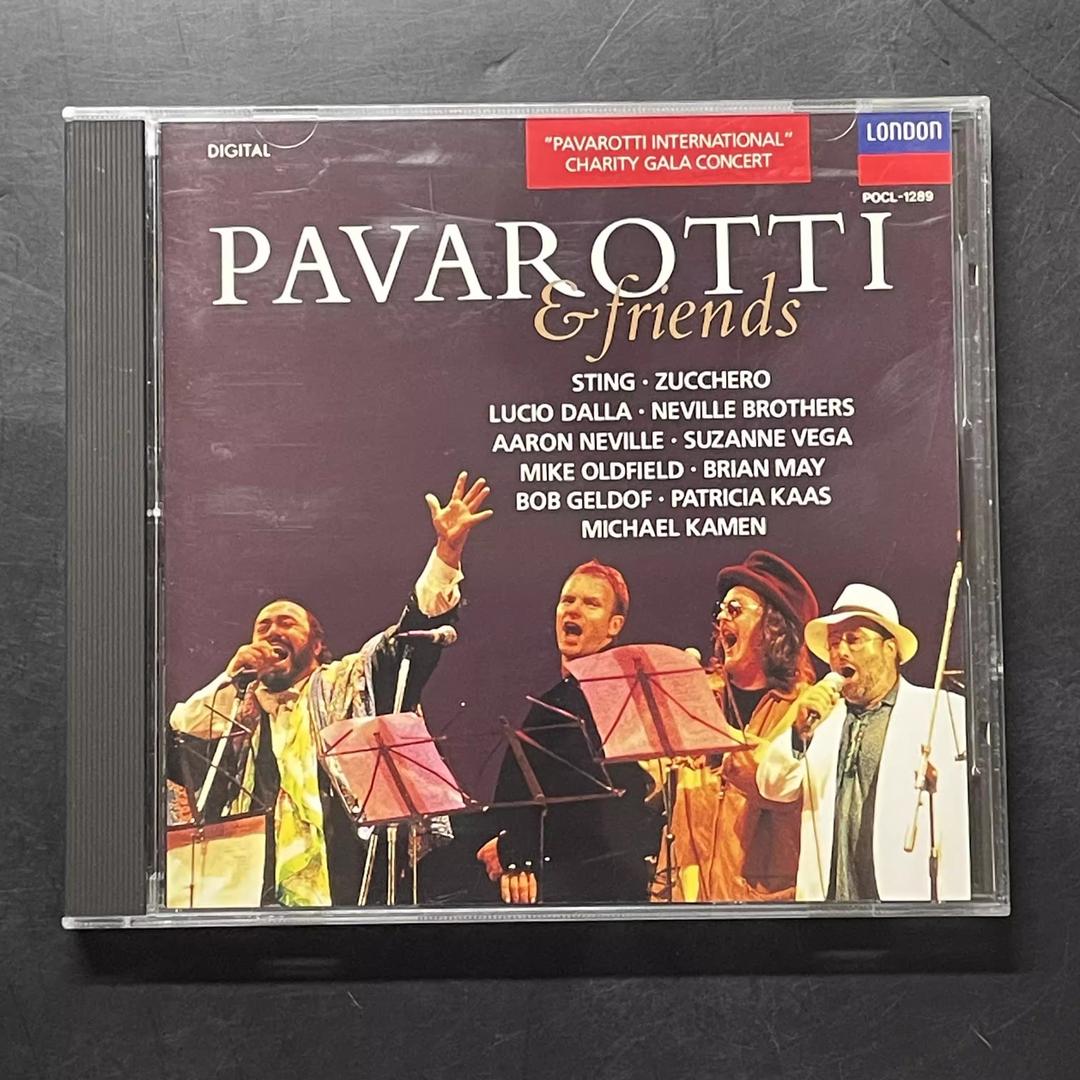 DIGITAL
"PAVAROTTI INTERNATIONAL"
CHARITY GALA CONCERT
LONDON
POCL-1289
PAVAROTTI
& friends
STING · ZUCCHERO
LUCIO DALLA · NEVILLE BROTHERS
AARON NEVILLE · SUZANNE VEGA
MIKE OLDFIELD · BRIAN MAY
BOB GELDOF · PATRICIA KAAS
MICHAEL KAMEN